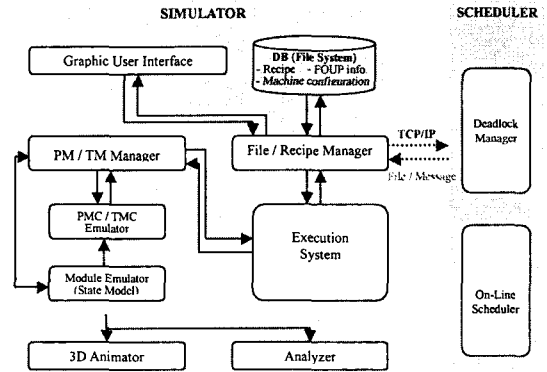 SIMULATOR
SCHEDULER
Graphic User Interface
DB (File System)
- Recipe - FOUP info
- Machine configuration
PM / TM Manager
File / Recipe Manager
TCP/IP
File / Message
Deadlock
Manager
PMC / TMC
Emulator
Execution
System
Module Emulator
(State Model)
On-Line
Scheduler
3D Animator
Analyzer